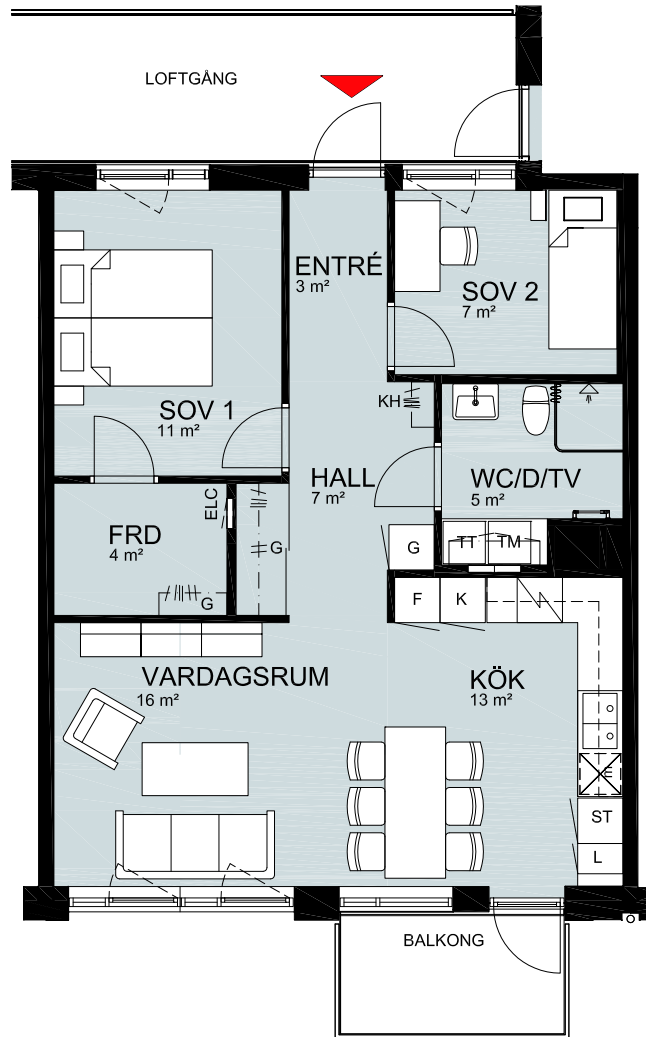 LOFTGÅNG
ENTRÉ
3 m²
SOV 2
7 m²
SOV 1
11 m²
KH
HALL
7 m²
WC/D/TV
5 m²
ELC
FRD
4 m²
G
G
TT
TM
G
F
K
VARDAGSRUM
16 m²
KÖK
13 m²
E
ST
L
BALKONG